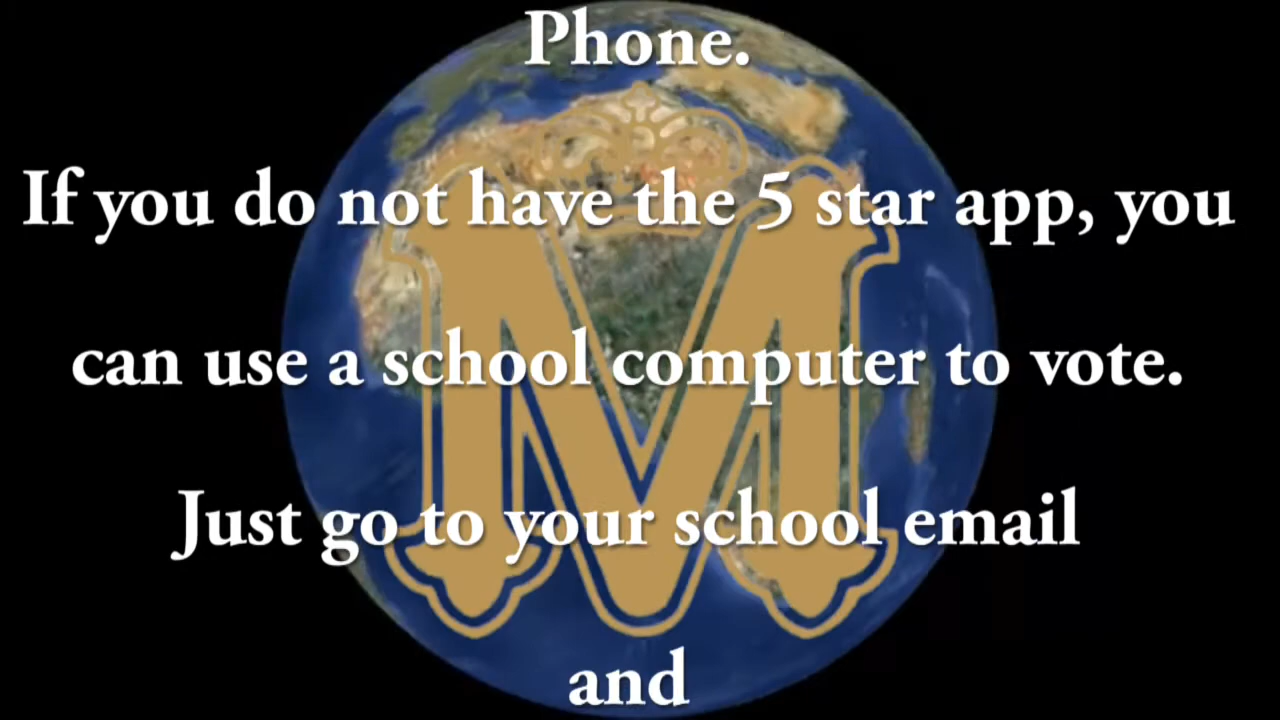 Phone.
If you do not have the 5 star app, you
can use a school computer to vote.
Just go to your school email
and
M